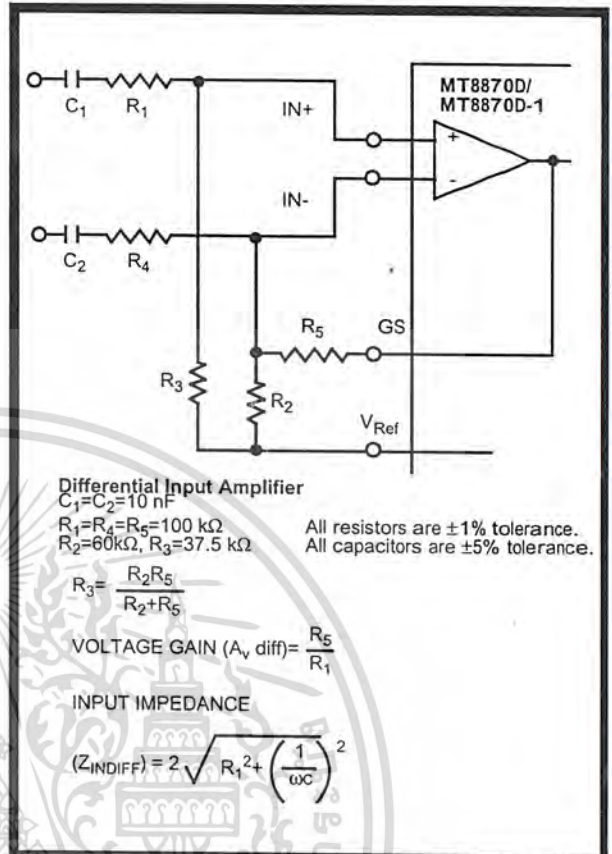 MT8870D/
MT8870D-1
C₁ R₁ IN+
+
-
IN-
C₂ R₄
R₅ GS
R₃ R₂
V_Ref
Differential Input Amplifier
C₁=C₂=10 nF
R₁=R₄=R₅=100 kΩ All resistors are ±1% tolerance.
R₂=60kΩ, R₃=37.5 kΩ All capacitors are ±5% tolerance.
R₃= R₂R₅ / R₂+R₅
VOLTAGE GAIN (Aᵥ diff)= R₅ / R₁
INPUT IMPEDANCE
(Z_INDIFF) = 2 √ R₁²+ (1 / ωc)²